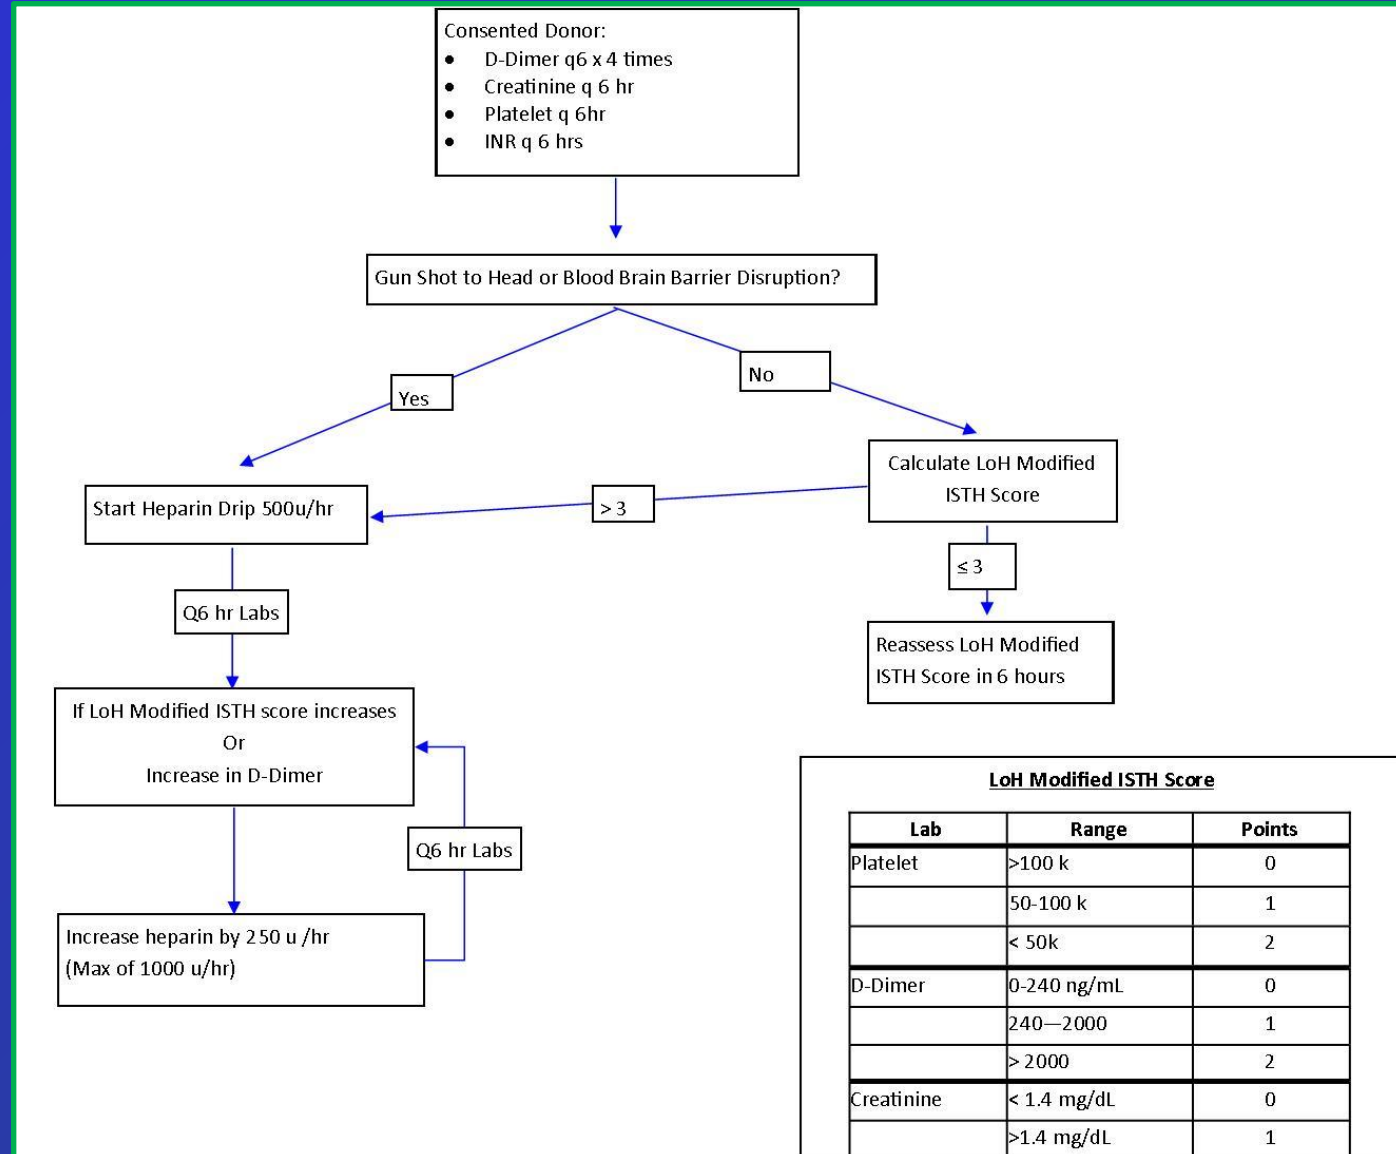 Consented Donor:
● D-Dimer q6 x 4 times
● Creatinine q 6 hr
● Platelet q 6hr
● INR q 6 hrs
Gun Shot to Head or Blood Brain Barrier Disruption?
Yes
No
Calculate LoH Modified
ISTH Score
Start Heparin Drip 500u/hr
> 3
≤ 3
Q6 hr Labs
Reassess LoH Modified
ISTH Score in 6 hours
If LoH Modified ISTH score increases
Or
Increase in D-Dimer
Q6 hr Labs
Increase heparin by 250 u /hr
(Max of 1000 u/hr)
LoH Modified ISTH Score
Lab Range Points
Platelet >100 k 0
50-100 k 1
< 50k 2
D-Dimer 0-240 ng/mL 0
240—2000 1
> 2000 2
Creatinine < 1.4 mg/dL 0
>1.4 mg/dL 1